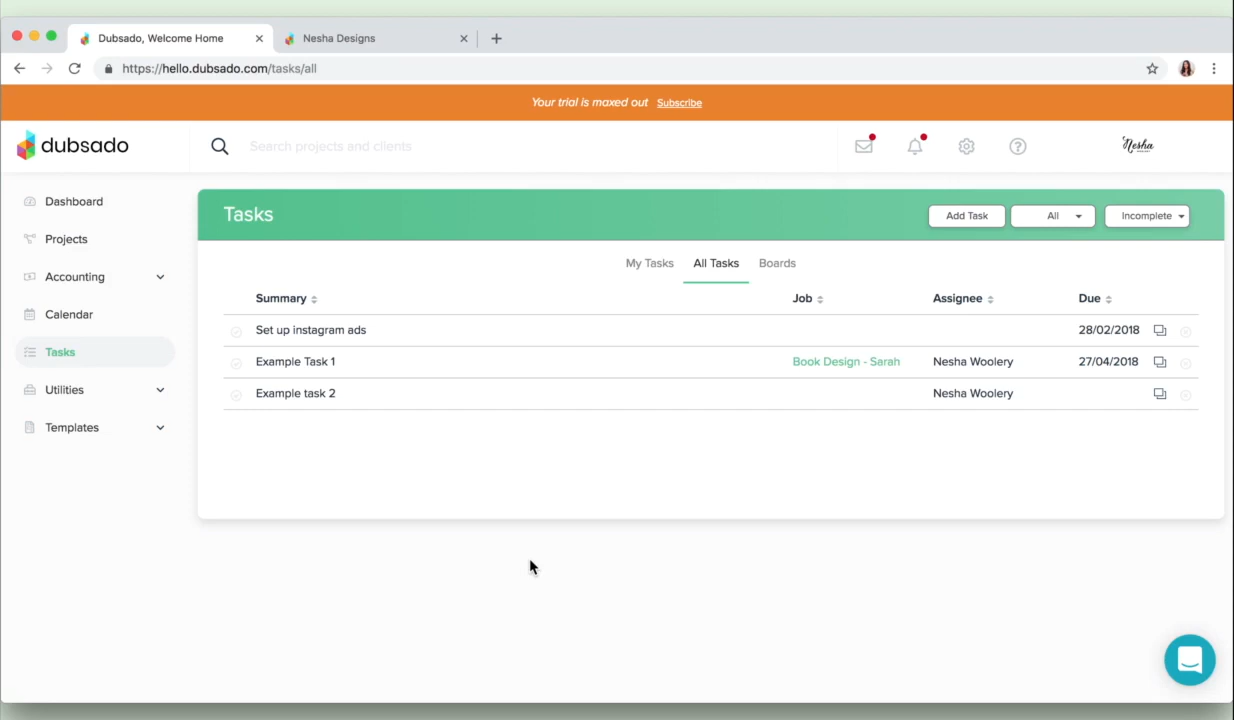 Dubsado, Welcome Home
Nesha Designs
https://hello.dubsado.com/tasks/all
Your trial is maxed out Subscribe
dubsado
Search projects and clients
Nesha
Dashboard
Projects
Accounting
Calendar
Tasks
Utilities
Templates
Tasks
Add Task All Incomplete
My Tasks All Tasks Boards
Summary Job Assignee Due
Set up instagram ads 28/02/2018
Example Task 1 Book Design - Sarah Nesha Woolery 27/04/2018
Example task 2 Nesha Woolery